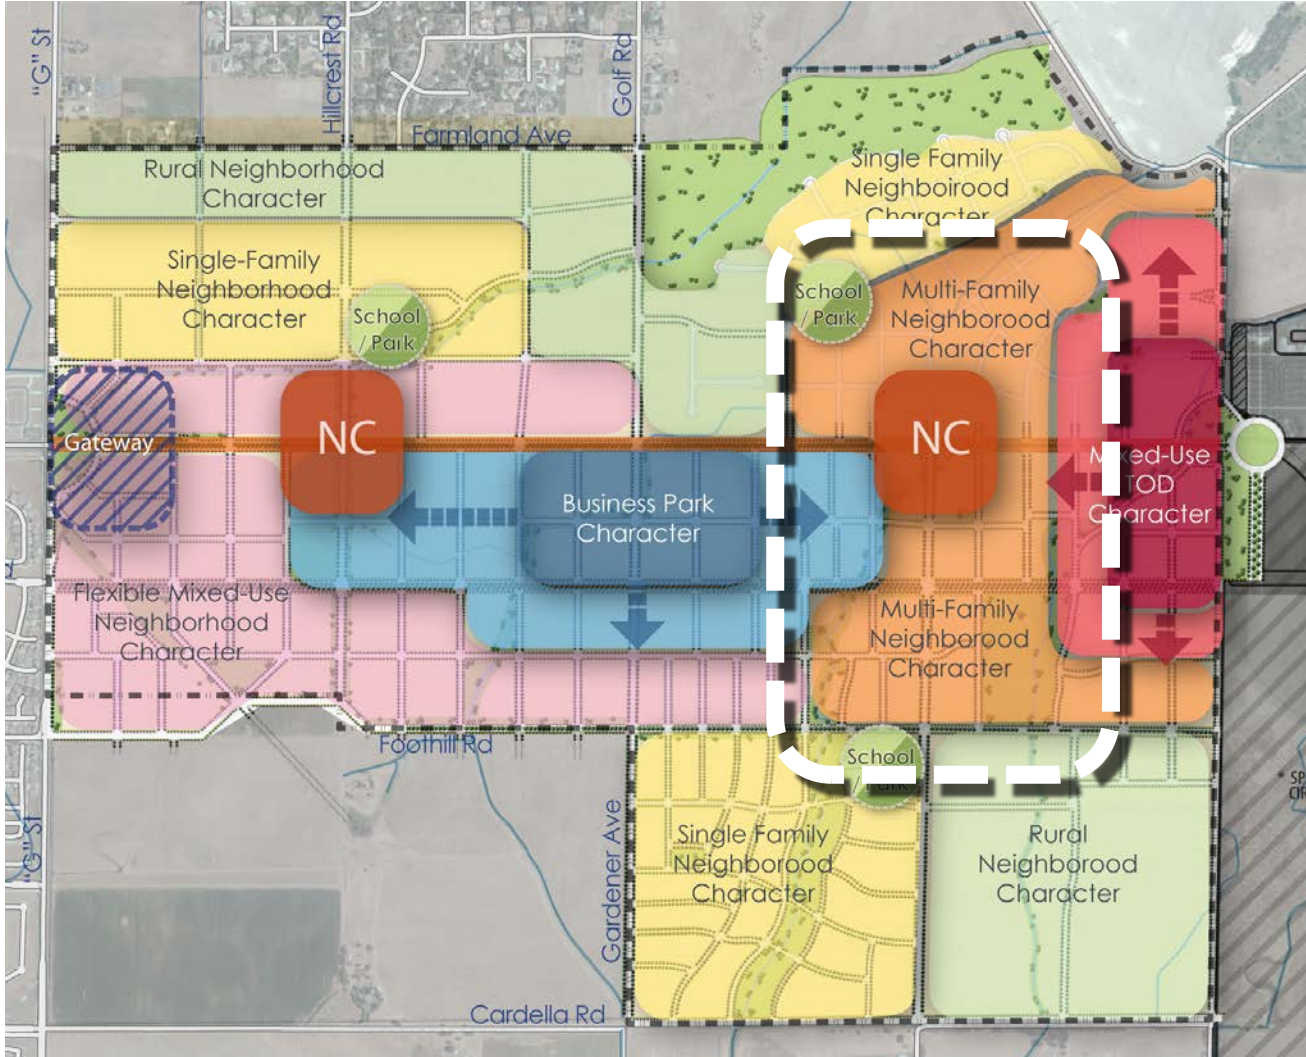 "G" St
Hillcrest Rd
Golf Rd
Farmland Ave
Rural Neighborhood
Character
Single Family
Neighboirood
Character
Single-Family
Neighborhood
Character
School
/ Park
School
/ Park
Multi-Family
Neighborood
Character
Gateway
NC
NC
Business Park
Character
Mixed-Use
TOD
Character
Flexible Mixed-Use
Neighborhood
Character
Multi-Family
Neighborood
Character
Foothill Rd
School
/ Park
"G" St
Gardener Ave
Single Family
Neighborood
Character
Rural
Neighborood
Character
Cardella Rd